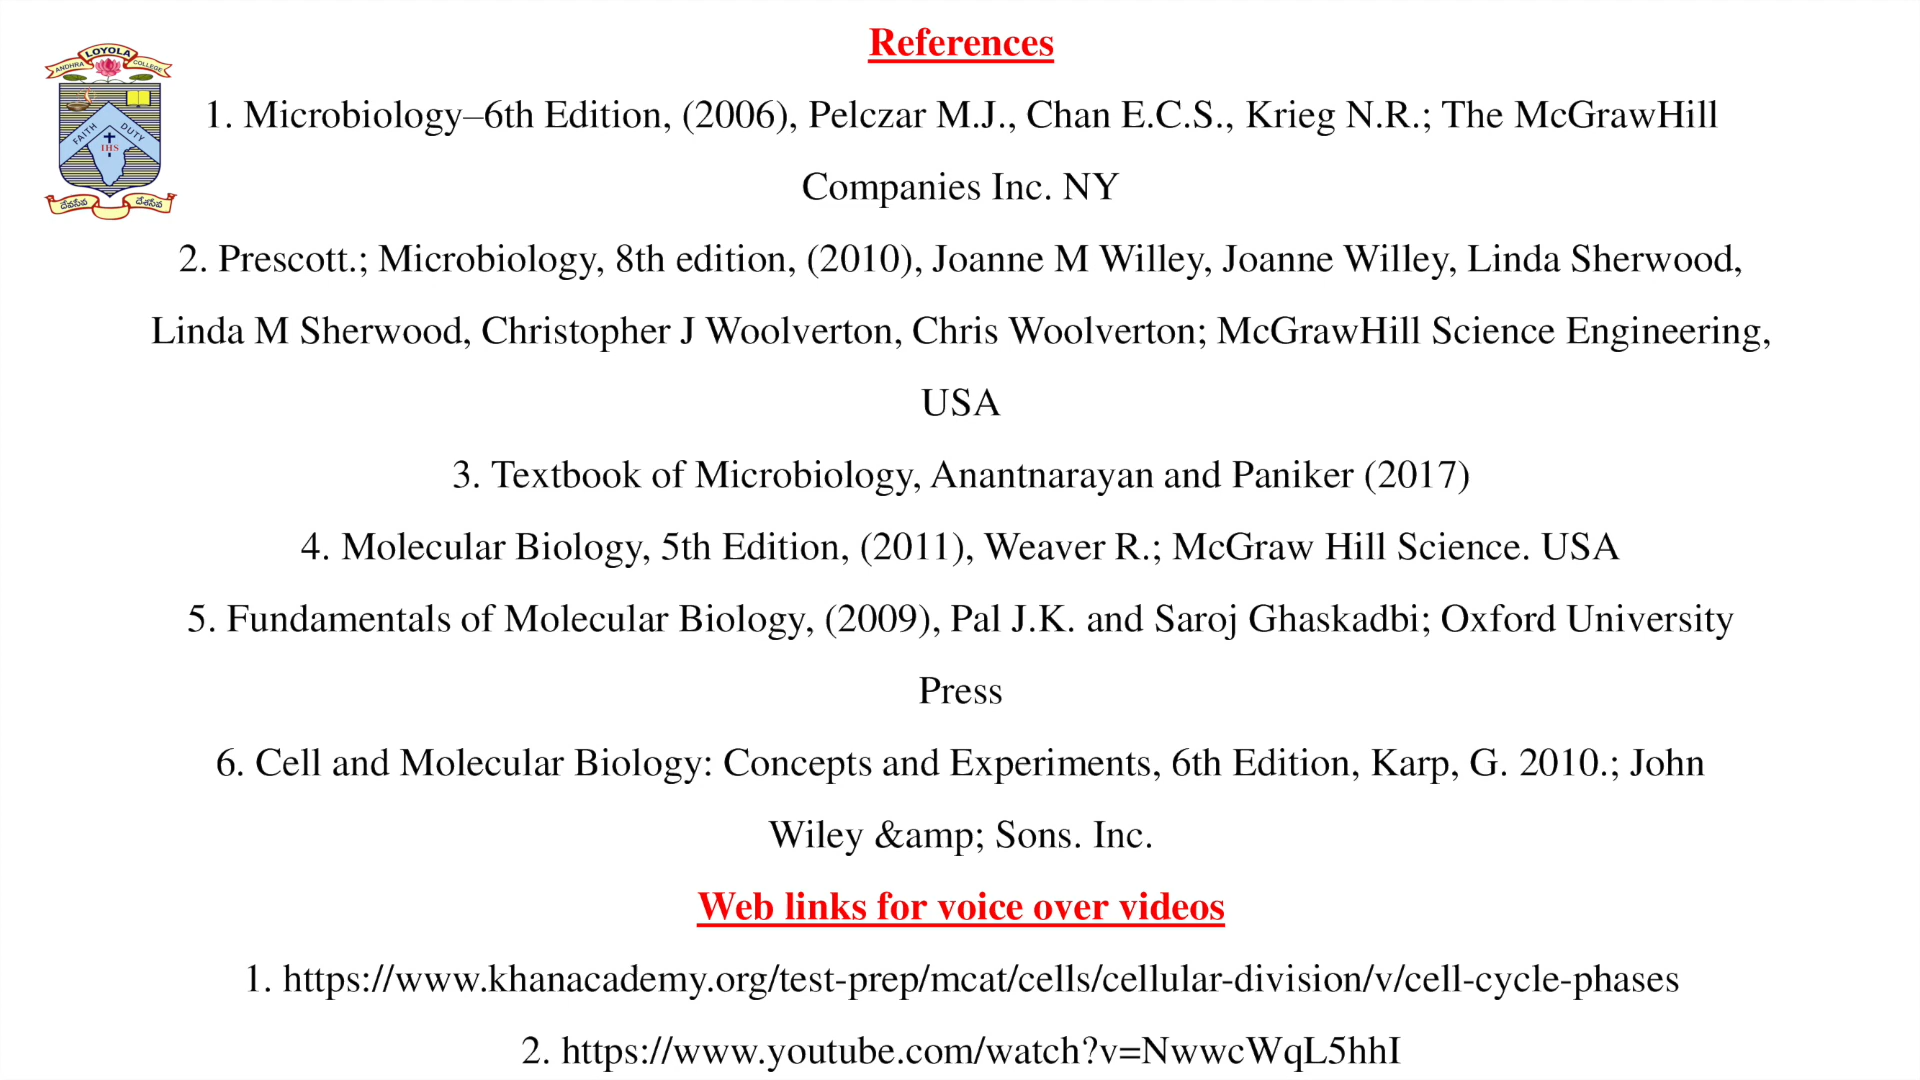 References
LOYOLA
ANDHRA COLLEGE
FAITH DUTY
IHS
దేవసేవ దేశసేవ
1. Microbiology–6th Edition, (2006), Pelczar M.J., Chan E.C.S., Krieg N.R.; The McGrawHill
Companies Inc. NY
2. Prescott.; Microbiology, 8th edition, (2010), Joanne M Willey, Joanne Willey, Linda Sherwood,
Linda M Sherwood, Christopher J Woolverton, Chris Woolverton; McGrawHill Science Engineering,
USA
3. Textbook of Microbiology, Anantnarayan and Paniker (2017)
4. Molecular Biology, 5th Edition, (2011), Weaver R.; McGraw Hill Science. USA
5. Fundamentals of Molecular Biology, (2009), Pal J.K. and Saroj Ghaskadbi; Oxford University
Press
6. Cell and Molecular Biology: Concepts and Experiments, 6th Edition, Karp, G. 2010.; John
Wiley &amp; Sons. Inc.
Web links for voice over videos
1. https://www.khanacademy.org/test-prep/mcat/cells/cellular-division/v/cell-cycle-phases
2. https://www.youtube.com/watch?v=NwwcWqL5hhI